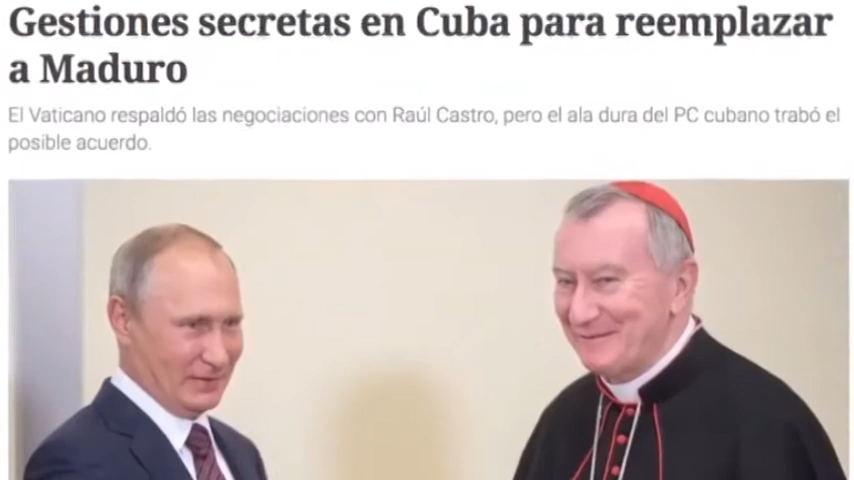 Gestiones secretas en Cuba para reemplazar
a Maduro
El Vaticano respaldó las negociaciones con Raúl Castro, pero el ala dura del PC cubano trabó el
posible acuerdo.